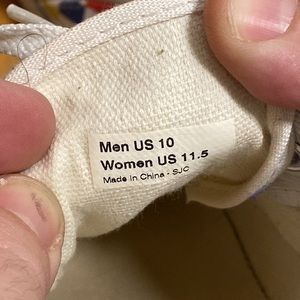 Men US 10
Women US 11.5
Made in China - SJC